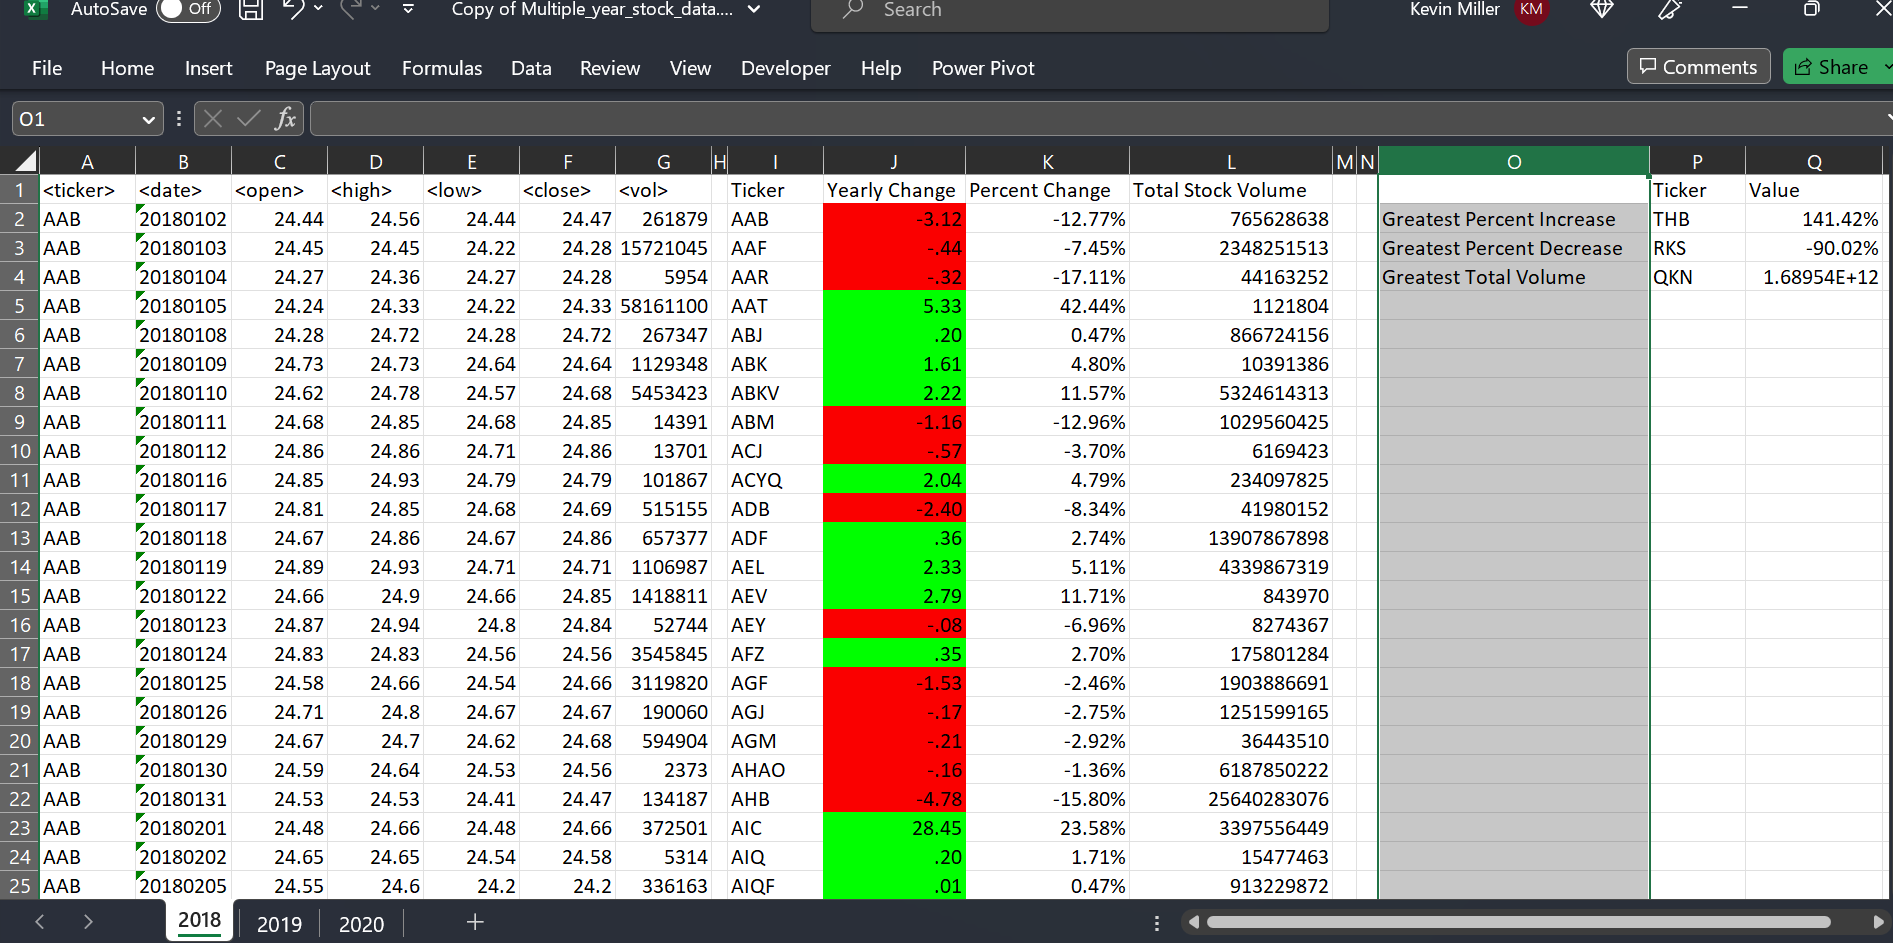 AutoSave Off Copy of Multiple_year_stock_data.... Search Kevin Miller KM
File Home Insert Page Layout Formulas Data Review View Developer Help Power Pivot Comments Share
O1 fx
A B C D E F G H I J K L M N O P Q
1 <ticker> <date> <open> <high> <low> <close> <vol> Ticker Yearly Change Percent Change Total Stock Volume Ticker Value
2 AAB 20180102 24.44 24.56 24.44 24.47 261879 AAB -3.12 -12.77% 765628638 Greatest Percent Increase THB 141.42%
3 AAB 20180103 24.45 24.45 24.22 24.28 15721045 AAF -.44 -7.45% 2348251513 Greatest Percent Decrease RKS -90.02%
4 AAB 20180104 24.27 24.36 24.27 24.28 5954 AAR -.32 -17.11% 44163252 Greatest Total Volume QKN 1.68954E+12
5 AAB 20180105 24.24 24.33 24.22 24.33 58161100 AAT 5.33 42.44% 1121804
6 AAB 20180108 24.28 24.72 24.28 24.72 267347 ABJ .20 0.47% 866724156
7 AAB 20180109 24.73 24.73 24.64 24.64 1129348 ABK 1.61 4.80% 10391386
8 AAB 20180110 24.62 24.78 24.57 24.68 5453423 ABKV 2.22 11.57% 5324614313
9 AAB 20180111 24.68 24.85 24.68 24.85 14391 ABM -1.16 -12.96% 1029560425
10 AAB 20180112 24.86 24.86 24.71 24.86 13701 ACJ -.57 -3.70% 6169423
11 AAB 20180116 24.85 24.93 24.79 24.79 101867 ACYQ 2.04 4.79% 234097825
12 AAB 20180117 24.81 24.85 24.68 24.69 515155 ADB -2.40 -8.34% 41980152
13 AAB 20180118 24.67 24.86 24.67 24.86 657377 ADF .36 2.74% 13907867898
14 AAB 20180119 24.89 24.93 24.71 24.71 1106987 AEL 2.33 5.11% 4339867319
15 AAB 20180122 24.66 24.9 24.66 24.85 1418811 AEV 2.79 11.71% 843970
16 AAB 20180123 24.87 24.94 24.8 24.84 52744 AEY -.08 -6.96% 8274367
17 AAB 20180124 24.83 24.83 24.56 24.56 3545845 AFZ .35 2.70% 175801284
18 AAB 20180125 24.58 24.66 24.54 24.66 3119820 AGF -1.53 -2.46% 1903886691
19 AAB 20180126 24.71 24.8 24.67 24.67 190060 AGJ -.17 -2.75% 1251599165
20 AAB 20180129 24.67 24.7 24.62 24.68 594904 AGM -.21 -2.92% 36443510
21 AAB 20180130 24.59 24.64 24.53 24.56 2373 AHAO -.16 -1.36% 6187850222
22 AAB 20180131 24.53 24.53 24.41 24.47 134187 AHB -4.78 -15.80% 25640283076
23 AAB 20180201 24.48 24.66 24.48 24.66 372501 AIC 28.45 23.58% 3397556449
24 AAB 20180202 24.65 24.65 24.54 24.58 5314 AIQ .20 1.71% 15477463
25 AAB 20180205 24.55 24.6 24.2 24.2 336163 AIQF .01 0.47% 913229872
2018 2019 2020